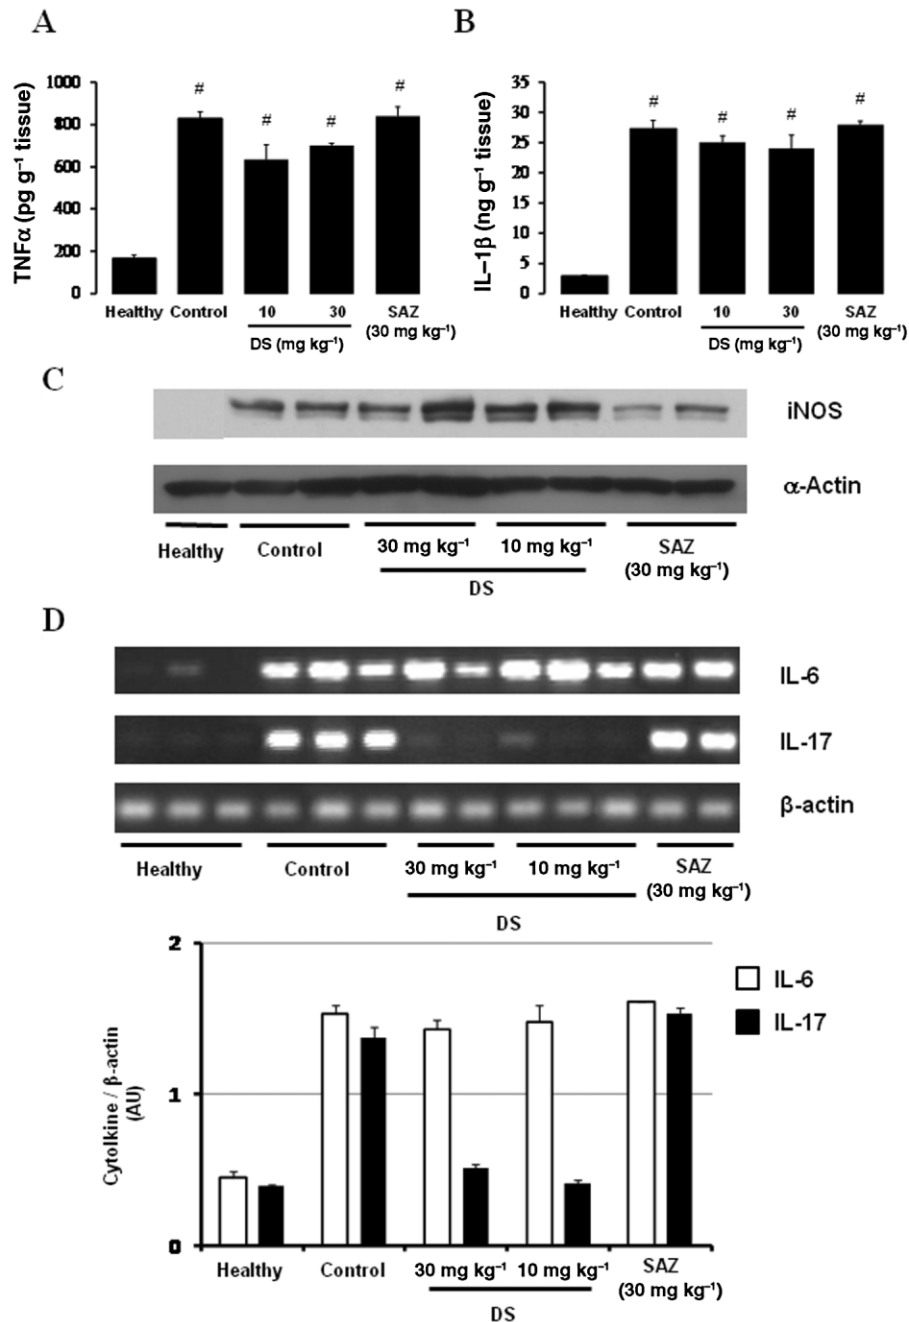 A
TNFα (pg g⁻¹ tissue)
1000
800
600
400
200
0
# # # #
Healthy Control 10 30 SAZ
DS (mg kg⁻¹) (30 mg kg⁻¹)
B
IL–1β (ng g⁻¹ tissue)
35
30
25
20
15
10
5
0
# # # #
Healthy Control 10 30 SAZ
DS (mg kg⁻¹) (30 mg kg⁻¹)
C
iNOS
α-Actin
Healthy Control 30 mg kg⁻¹ 10 mg kg⁻¹ SAZ
(30 mg kg⁻¹)
DS
D
IL-6
IL-17
β-actin
Healthy Control 30 mg kg⁻¹ 10 mg kg⁻¹ SAZ
(30 mg kg⁻¹)
DS
Cytolkine / β-actin
(AU)
2
1
0
IL-6
IL-17
Healthy Control 30 mg kg⁻¹ 10 mg kg⁻¹ SAZ
(30 mg kg⁻¹)
DS